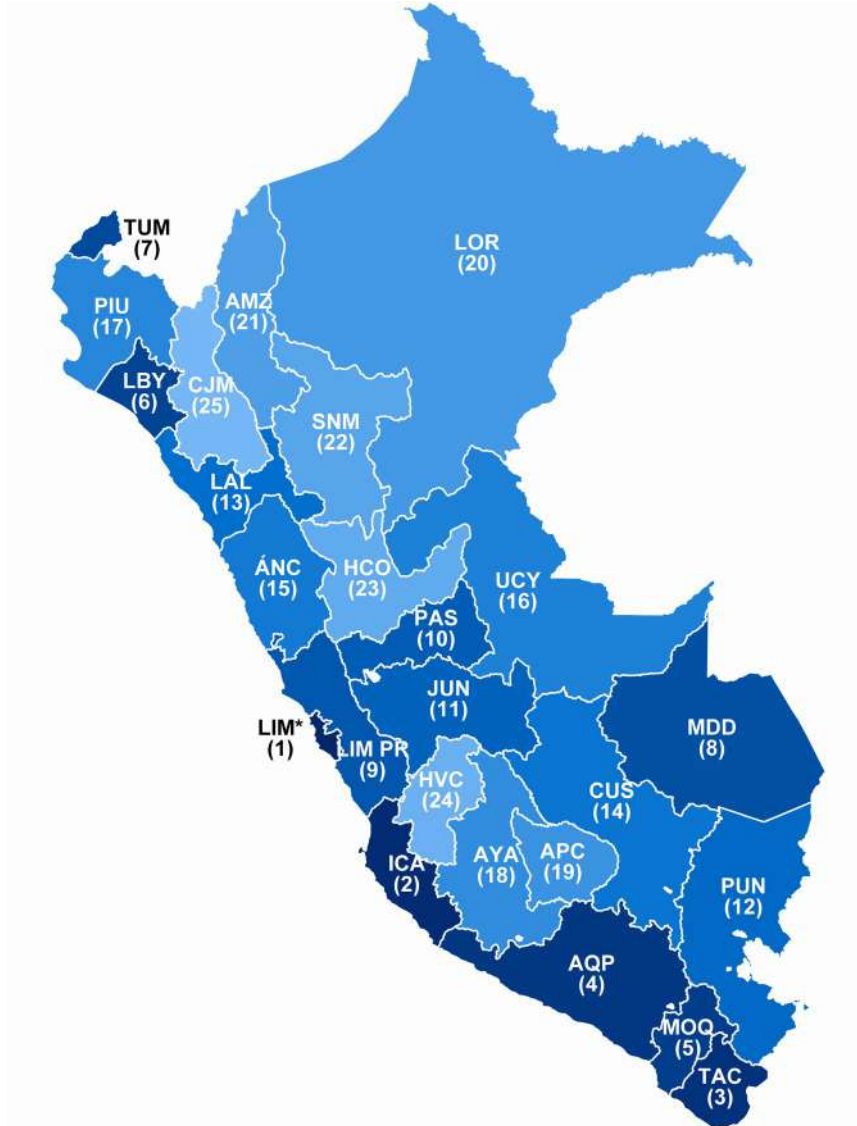 TUM
(7)
LOR
(20)
PIU
(17)
AMZ
(21)
LBY
(6)
CJM
(25)
SNM
(22)
LAL
(13)
ÁNC
(15)
HCO
(23)
UCY
(16)
PAS
(10)
JUN
(11)
LIM*
(1)
LIM PR
(9)
MDD
(8)
HVC
(24)
CUS
(14)
ICA
(2)
AYA
(18)
APC
(19)
PUN
(12)
AQP
(4)
MOQ
(5)
TAC
(3)